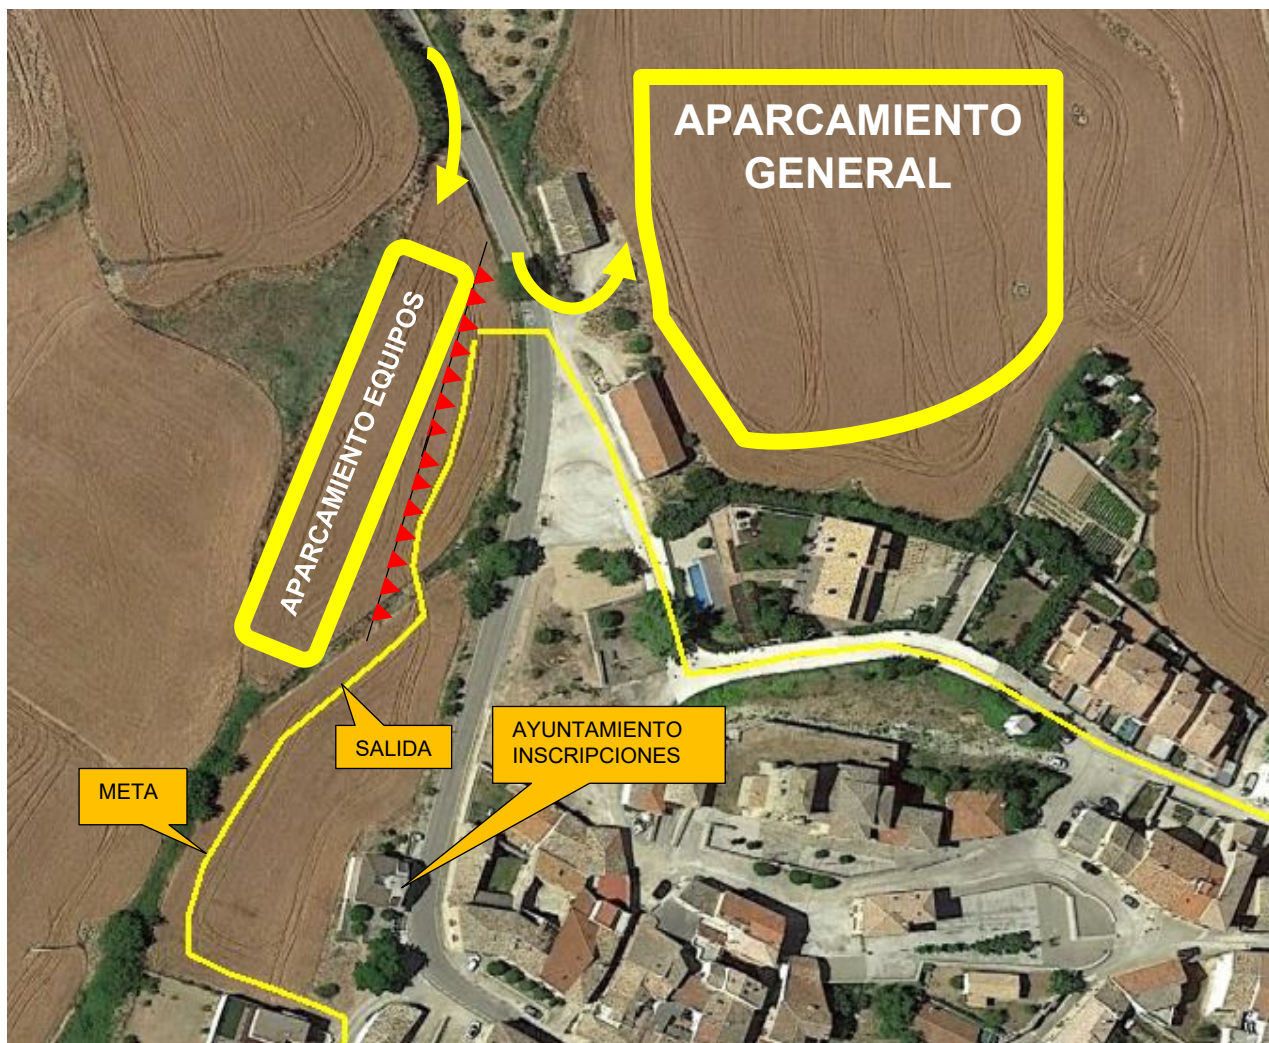 APARCAMIENTO
GENERAL
APARCAMIENTO EQUIPOS
SALIDA
AYUNTAMIENTO
INSCRIPCIONES
META